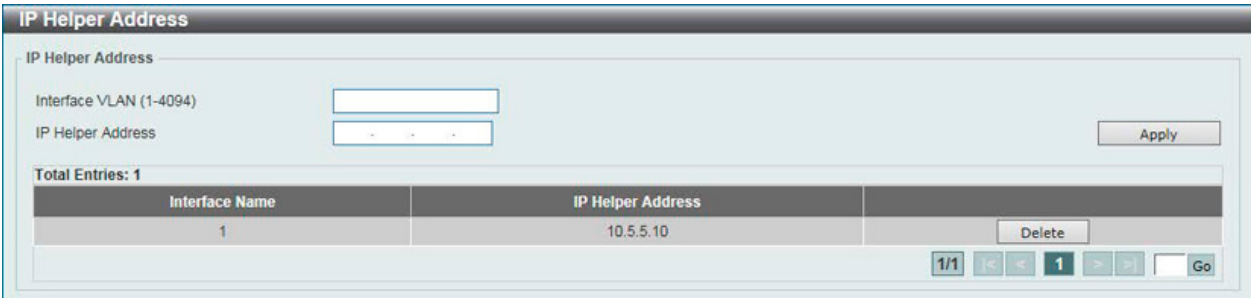 IP Helper Address
IP Helper Address
Interface VLAN (1-4094)
IP Helper Address . . .
Apply
Total Entries: 1
Interface Name IP Helper Address
1 10.5.5.10 Delete
1/1 |< < 1 > >| Go